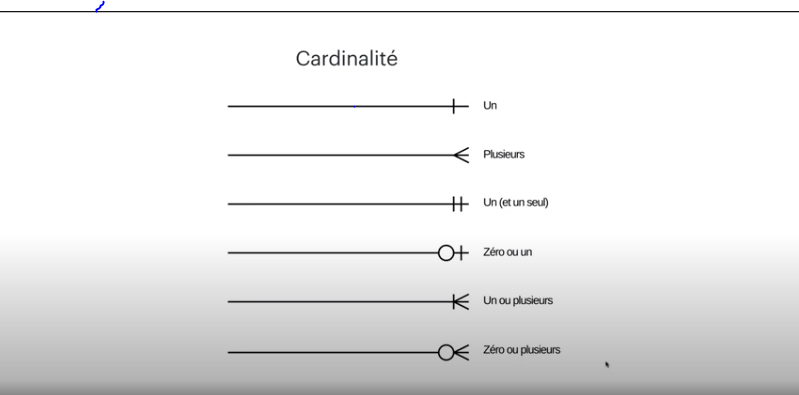 Cardinalité
Un
Plusieurs
Un (et un seul)
Zéro ou un
Un ou plusieurs
Zéro ou plusieurs